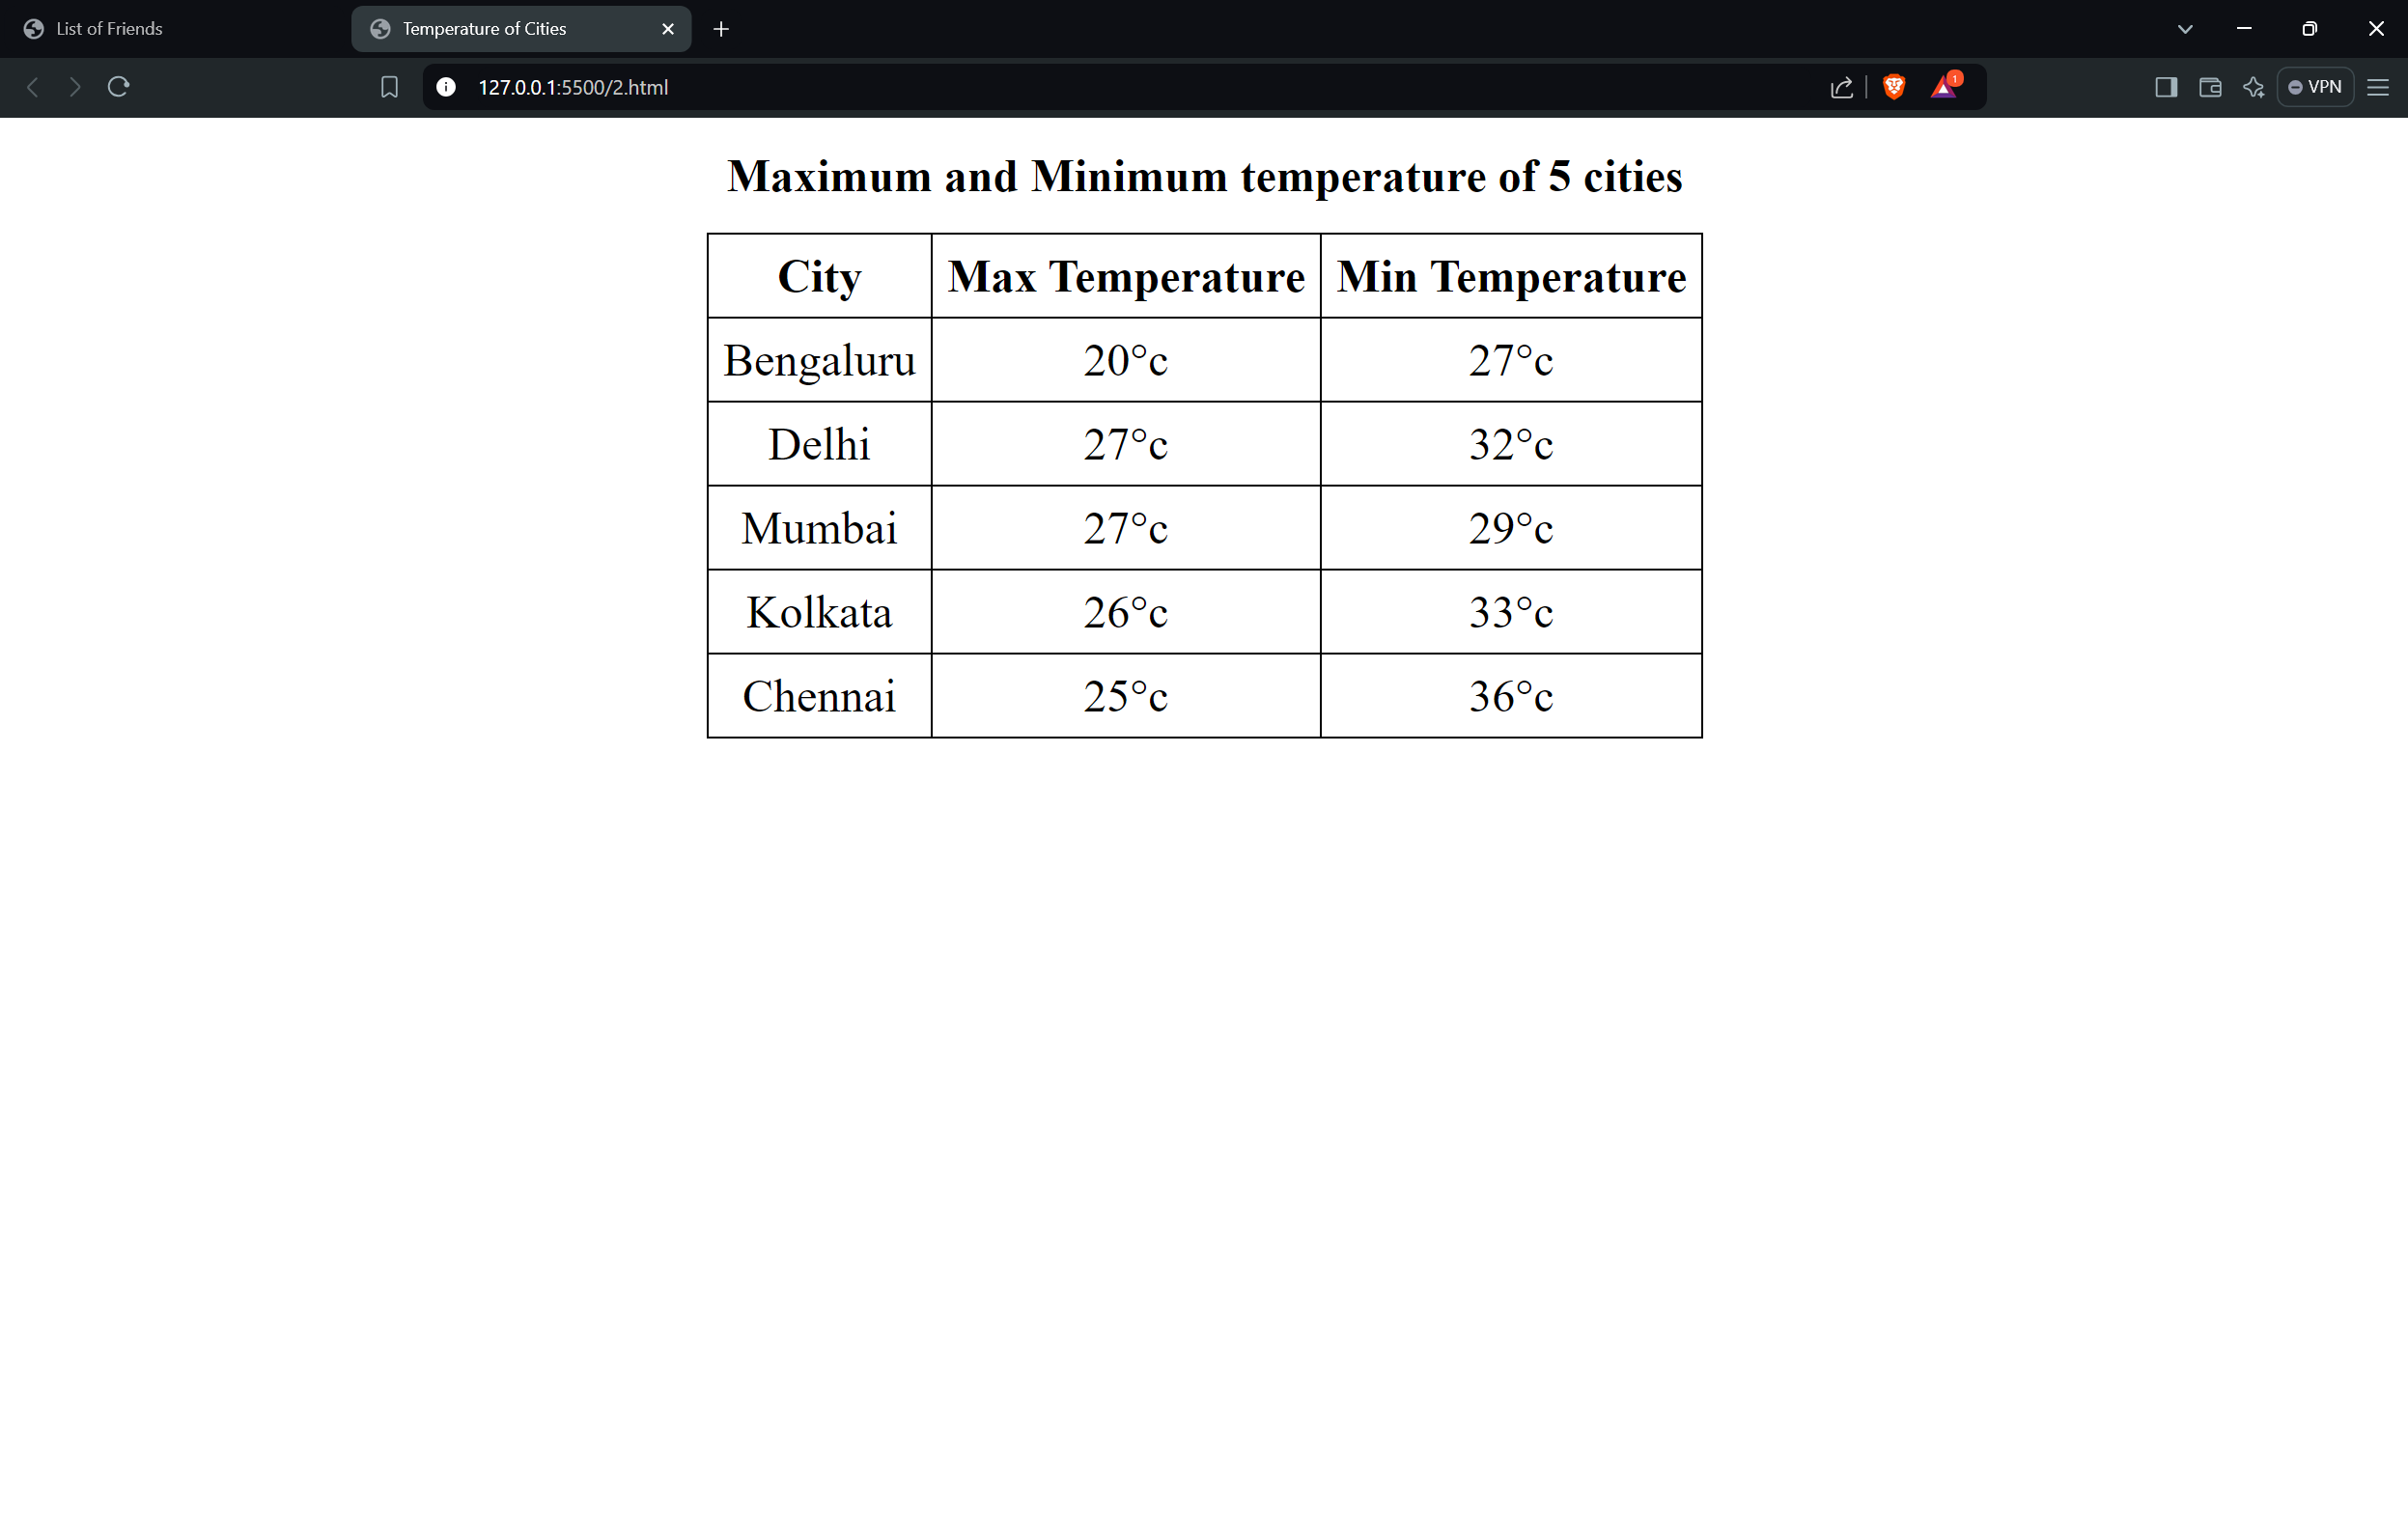 List of Friends
Temperature of Cities
127.0.0.1:5500/2.html
1
VPN
Maximum and Minimum temperature of 5 cities
City Max Temperature Min Temperature
Bengaluru 20°c 27°c
Delhi 27°c 32°c
Mumbai 27°c 29°c
Kolkata 26°c 33°c
Chennai 25°c 36°c